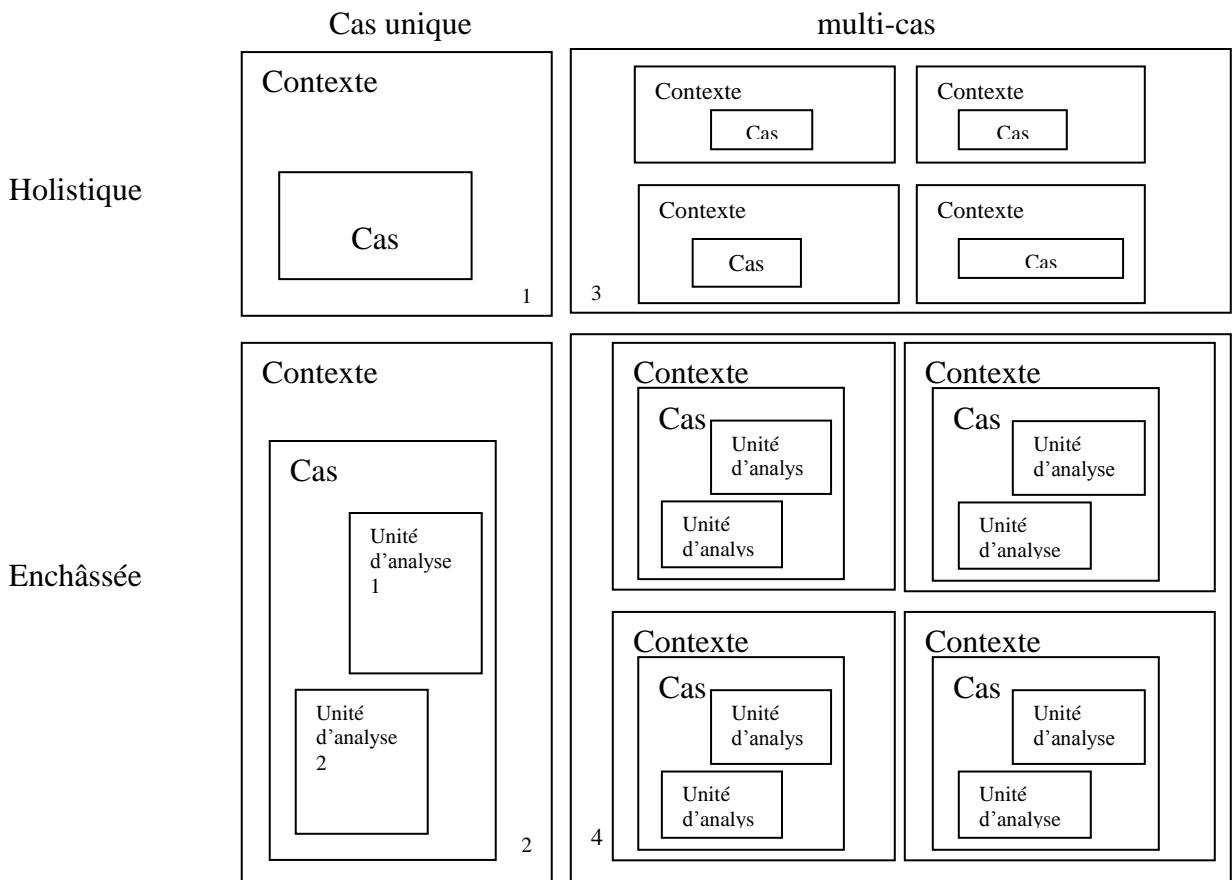 Cas unique
multi-cas
Holistique
Contexte
Cas
1
Contexte
Cas
Contexte
Cas
Contexte
Cas
Contexte
Cas
3
Enchâssée
Contexte
Cas
Unité
d’analyse
1
Unité
d’analyse
2
2
Contexte
Cas
Unité
d’analys
Unité
d’analys
Contexte
Cas
Unité
d’analyse
Unité
d’analyse
Contexte
Cas
Unité
d’analys
Unité
d’analys
Contexte
Cas
Unité
d’analyse
Unité
d’analyse
4